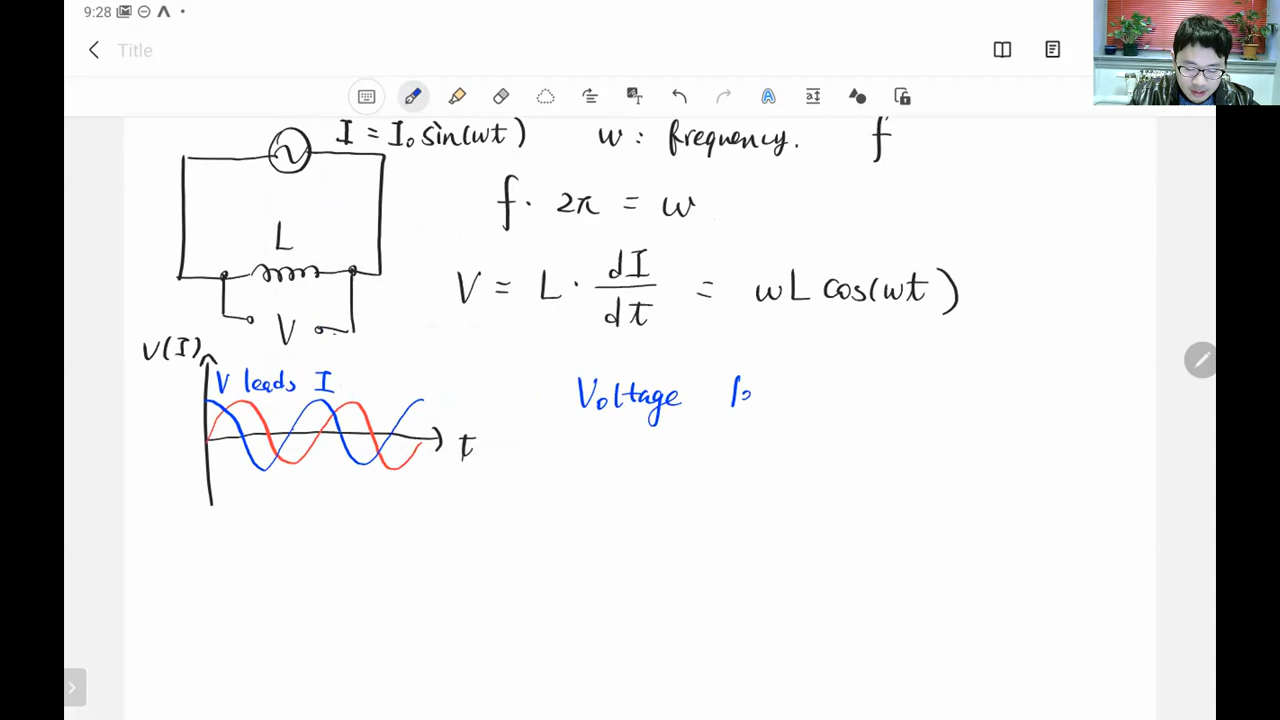 9:28
Title
I = I₀ sin(wt) w : frequency. f
f · 2π = w
L
V = L · dI/dt = wL cos(wt)
V
V(I)
V leads I
Voltage
t